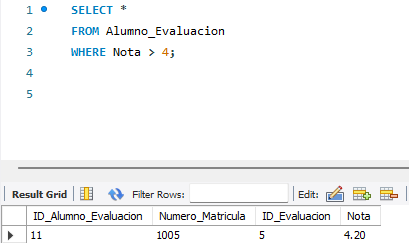 1 SELECT *
2 FROM Alumno_Evaluacion
3 WHERE Nota > 4;
4
5
Result Grid Filter Rows: Edit:
ID_Alumno_Evaluacion Numero_Matricula ID_Evaluacion Nota
11 1005 5 4.20